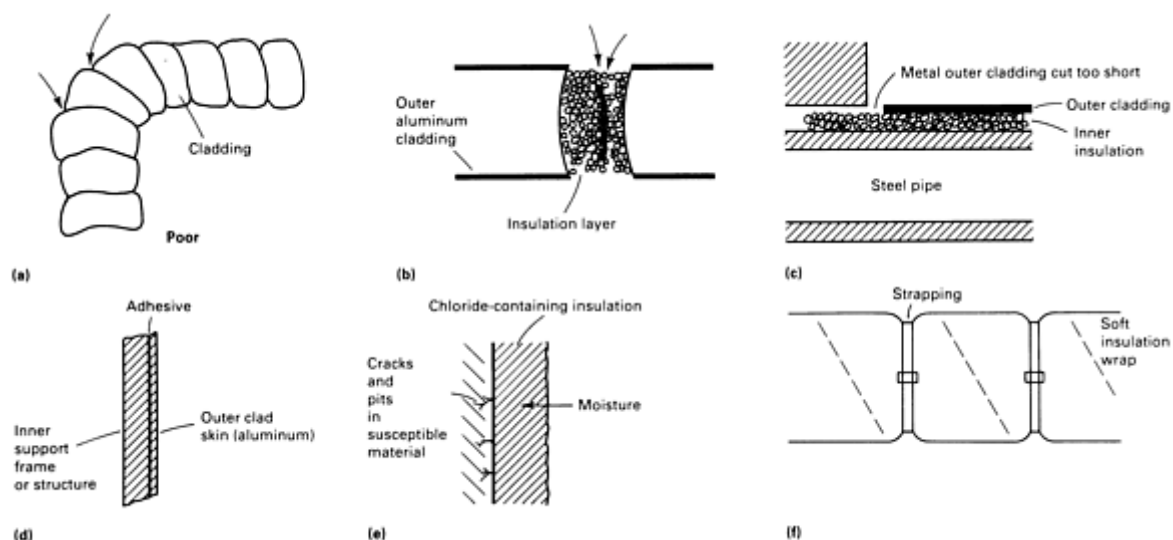 Cladding
Poor
(a)
Outer
aluminum
cladding
Insulation layer
(b)
Metal outer cladding cut too short
Outer cladding
Inner
insulation
Steel pipe
(c)
Adhesive
Inner
support
frame
or structure
Outer clad
skin (aluminum)
(d)
Chloride-containing insulation
Cracks
and
pits
in
susceptible
material
Moisture
(e)
Strapping
Soft
insulation
wrap
(f)